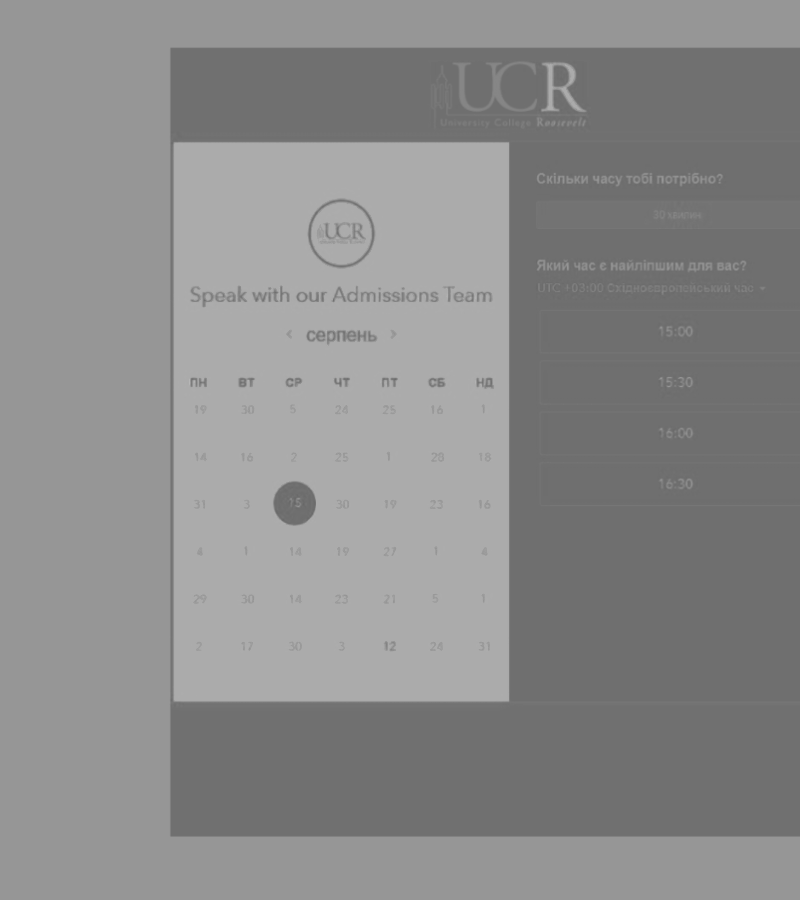 UCR
University College Roosevelt
UCR
Speak with our Admissions Team
< серпень >
ПН ВТ СР ЧТ ПТ СБ НД
19 30 5 24 25 16 1
14 16 2 25 1 28 18
31 3 15 30 19 23 16
4 1 14 19 27 1 4
29 30 14 23 21 5 1
2 17 30 3 12 24 31
Скільки часу тобі потрібно?
30 хвилин
Який час є найліпшим для вас?
UTC +03:00 Східноєвропейський час
15:00
15:30
16:00
16:30